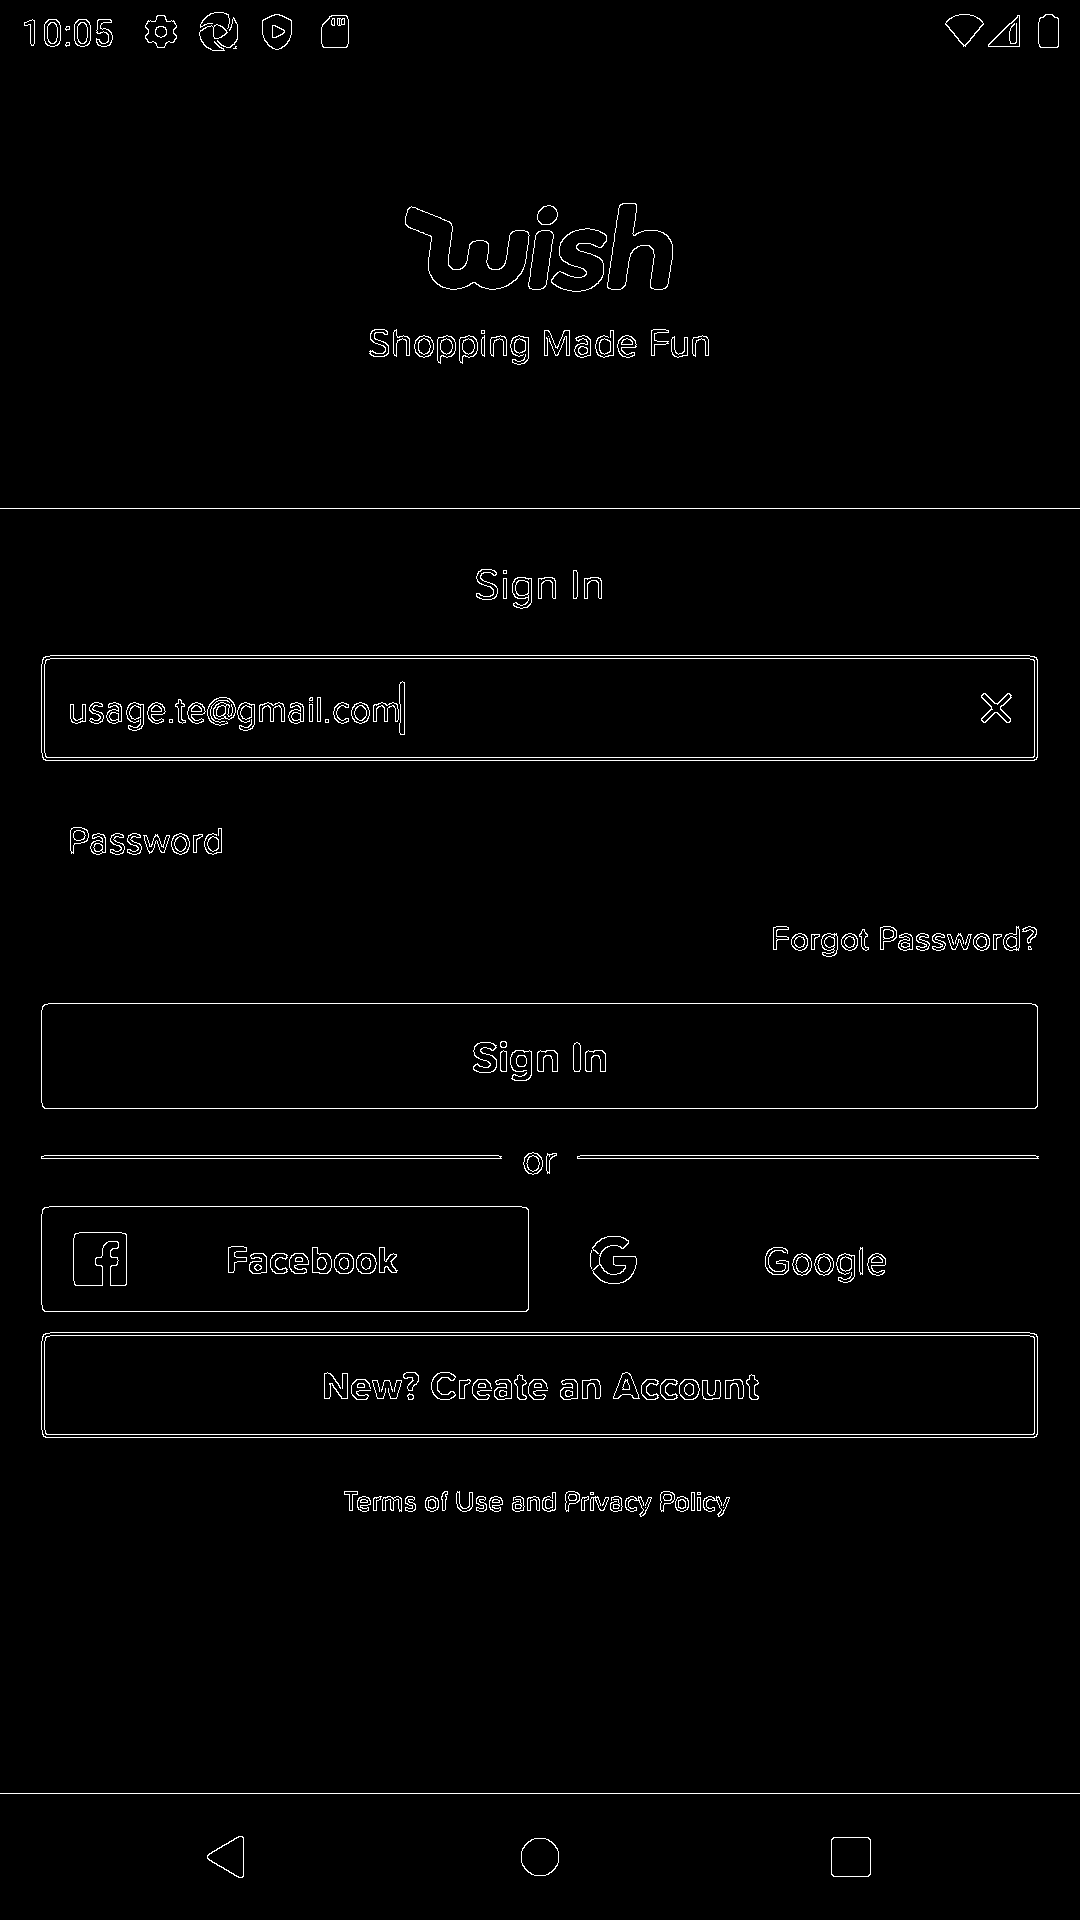 10:05
wish
Shopping Made Fun
Sign In
usage.te@gmail.com
Password
Forgot Password?
Sign In
or
Facebook
Google
New? Create an Account
Terms of Use and Privacy Policy